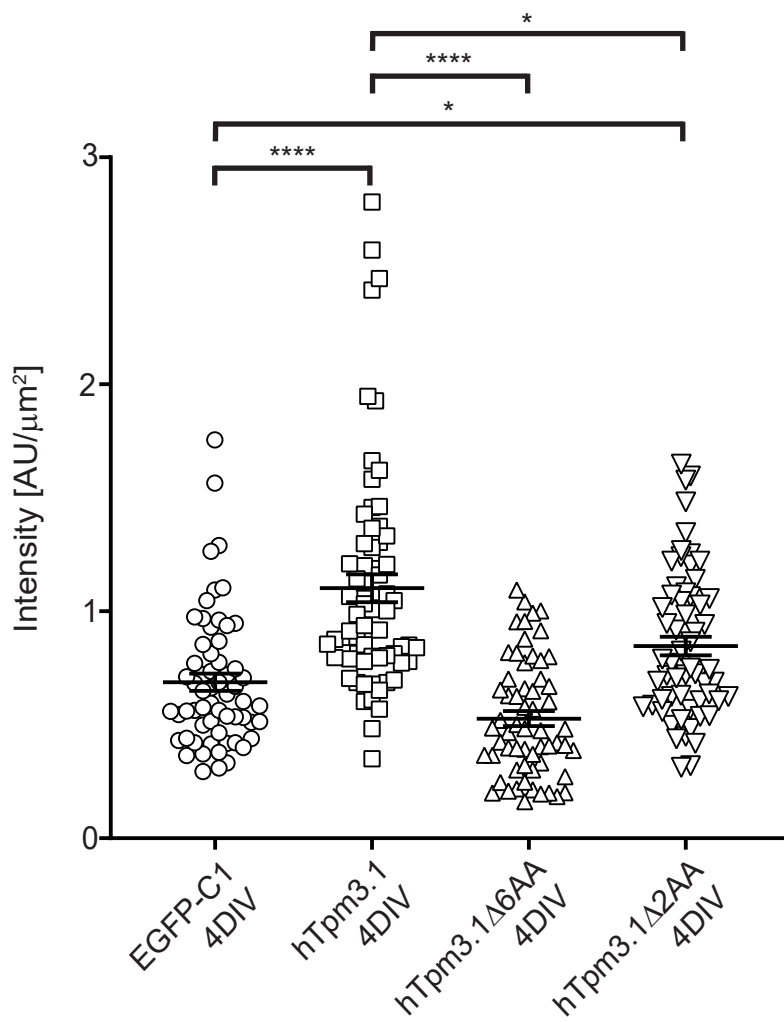 *
****
*
****
3
2
1
0
Intensity [AU/μm²]
EGFP-C1
4DIV
hTpm3.1
4DIV
hTpm3.1Δ6AA
4DIV
hTpm3.1Δ2AA
4DIV